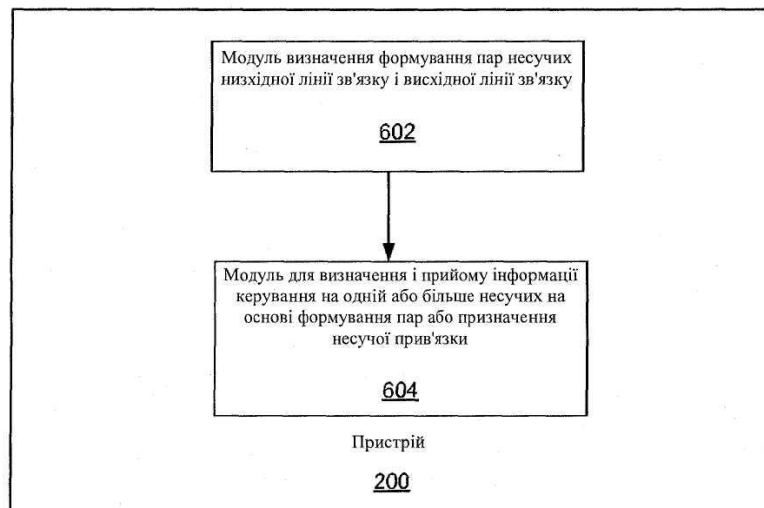 Модуль визначення формування пар несучих
низхідної лінії зв'язку і висхідної лінії зв'язку
602
Модуль для визначення і прийому інформації
керування на одній або більше несучих на
основі формування пар або призначення
несучої прив'язки
604
Пристрій
200